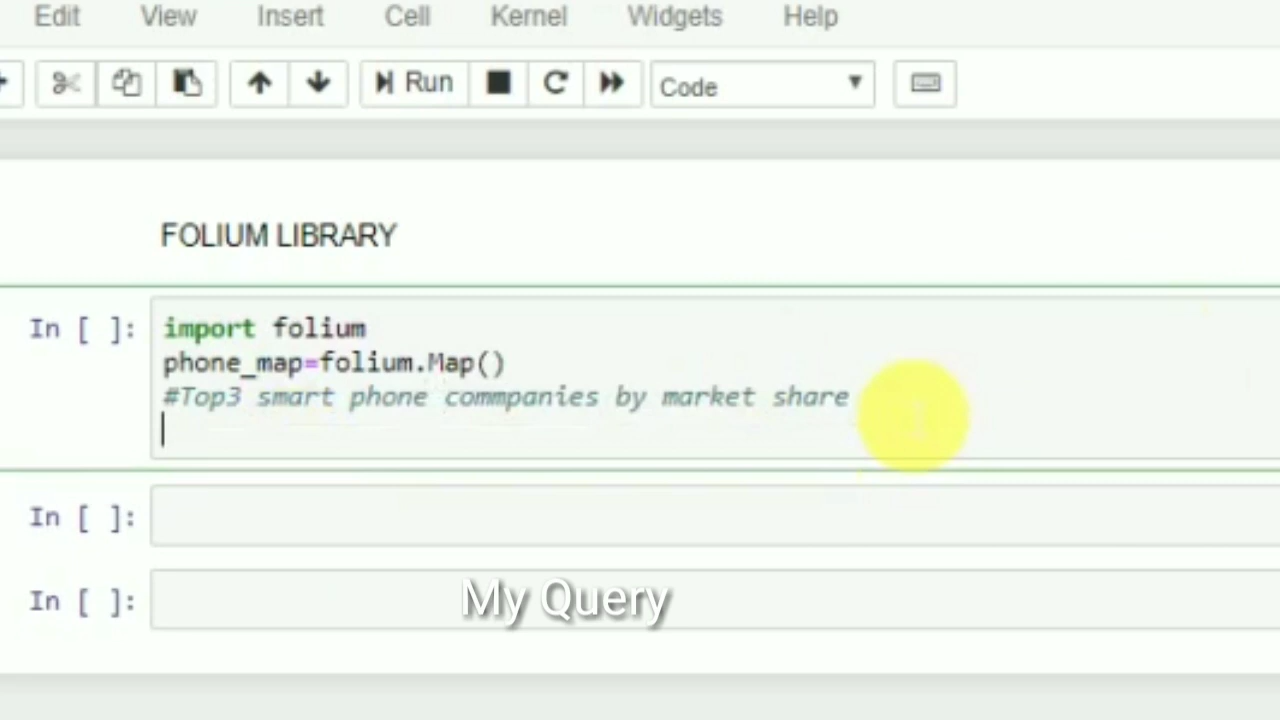 Edit View Insert Cell Kernel Widgets Help
Run Code
FOLIUM LIBRARY
In [ ]: import folium
phone_map=folium.Map()
#Top3 smart phone commpanies by market share
In [ ]:
In [ ]:
My Query